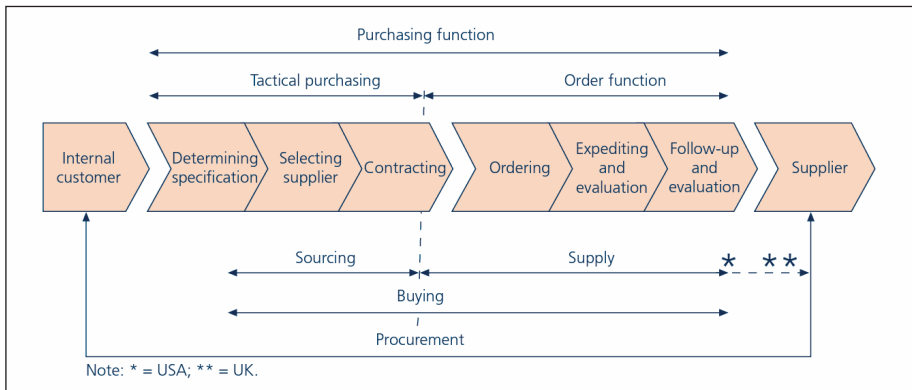 Purchasing function
Tactical purchasing
Order function
Internal
customer
Determining
specification
Selecting
supplier
Contracting
Ordering
Expediting
and
evaluation
Follow-up
and
evaluation
Supplier
Sourcing
Supply
* **
Buying
Procurement
Note: * = USA; ** = UK.